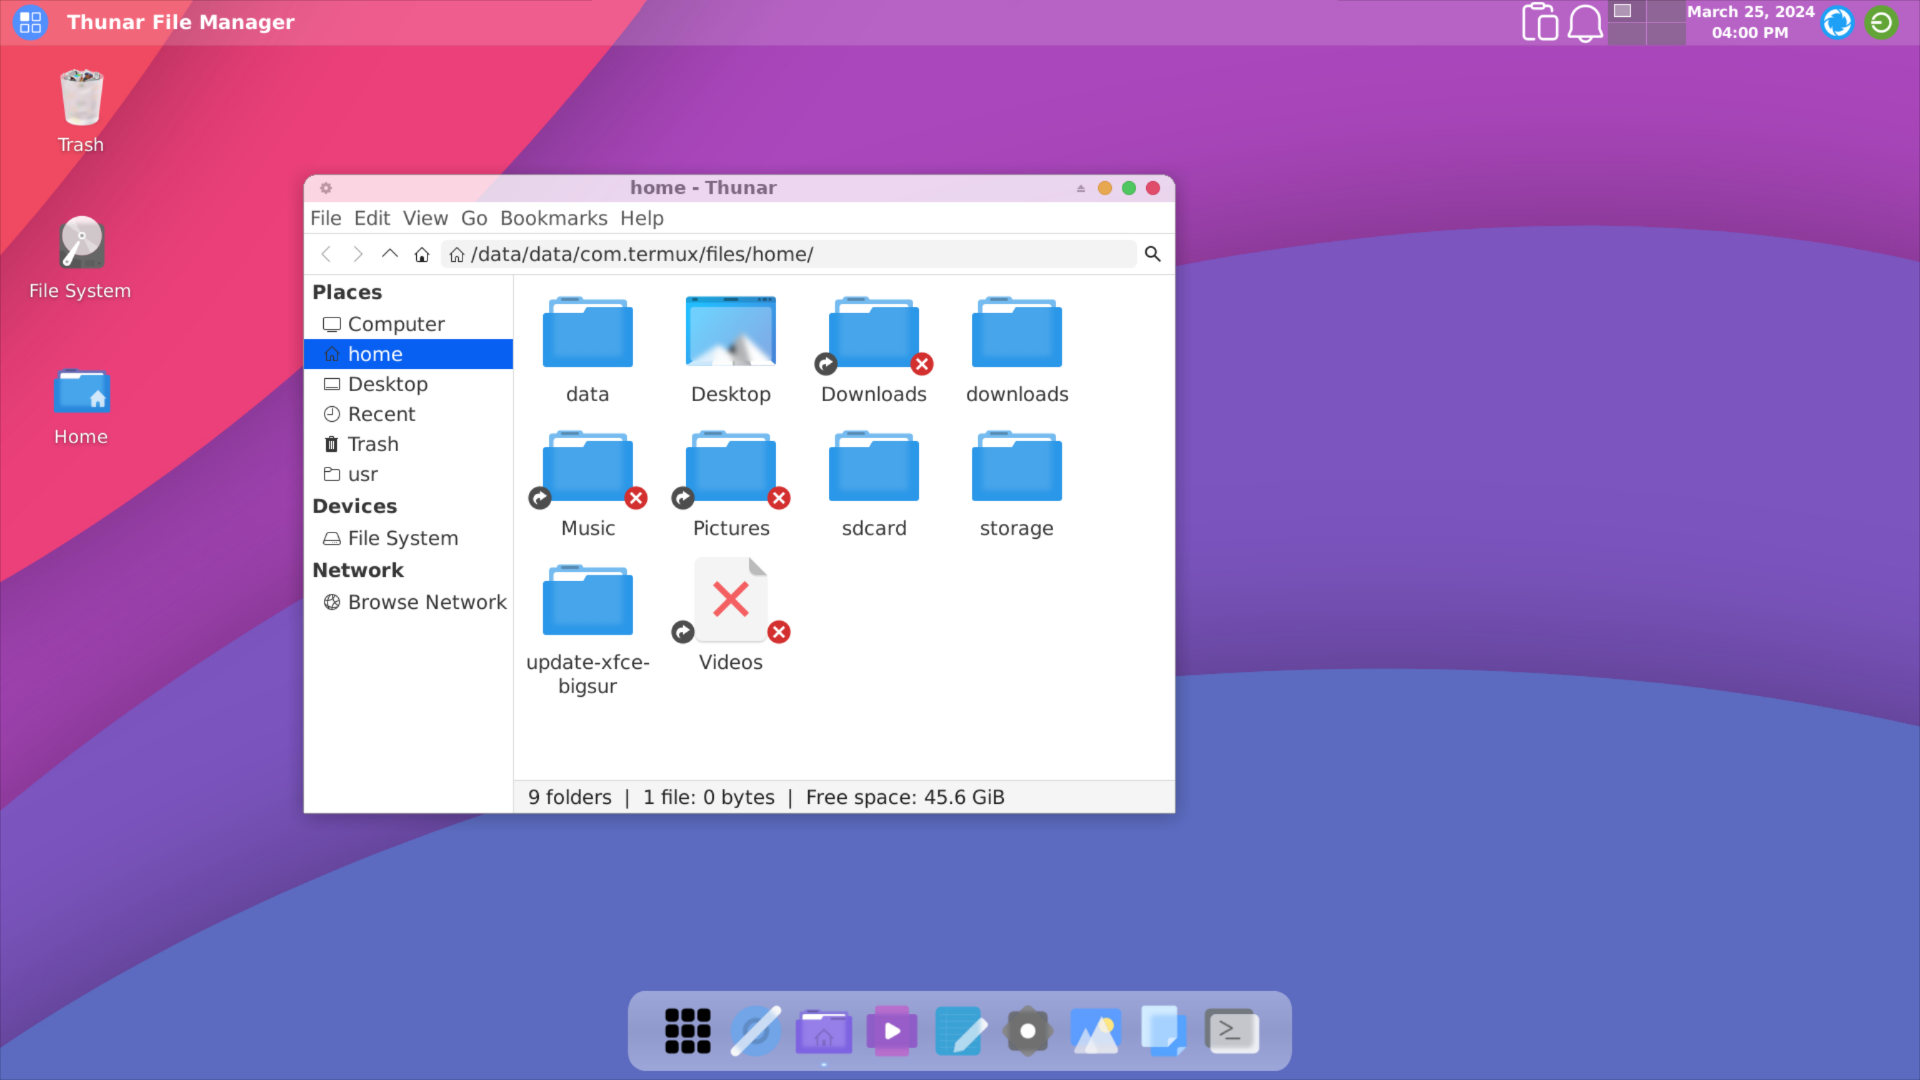 Thunar File Manager
March 25, 2024
04:00 PM
Trash
File System
Home
home - Thunar
File Edit View Go Bookmarks Help
/data/data/com.termux/files/home/
Places
Computer
home
Desktop
Recent
Trash
usr
Devices
File System
Network
Browse Network
data Desktop Downloads downloads
Music Pictures sdcard storage
update-xfce-
bigsur
Videos
9 folders | 1 file: 0 bytes | Free space: 45.6 GiB